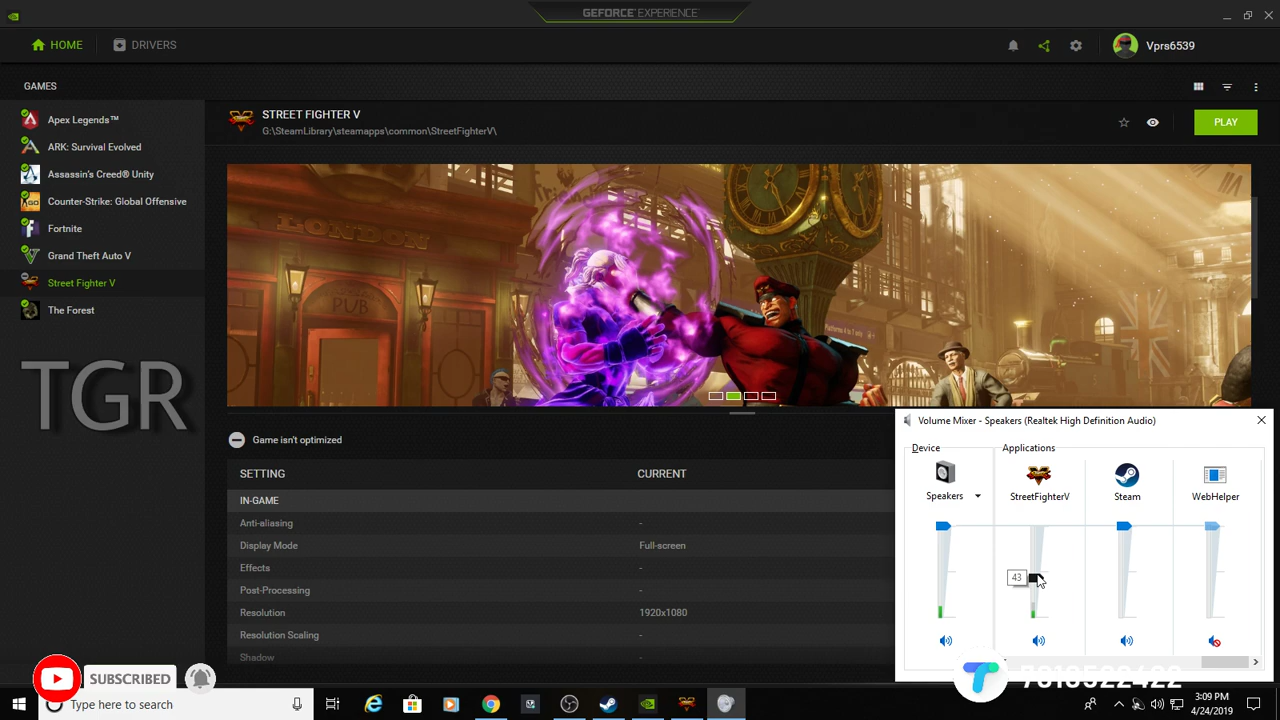 GEFORCE® EXPERIENCE™
HOME
DRIVERS
Vprs6539
GAMES
Apex Legends™
ARK: Survival Evolved
Assassin's Creed® Unity
Counter-Strike: Global Offensive
Fortnite
Grand Theft Auto V
Street Fighter V
The Forest
TGR
STREET FIGHTER V
G:\SteamLibrary\steamapps\common\StreetFighterV\
PLAY
LONDON
PUB
Game isn't optimized
SETTING
CURRENT
IN-GAME
Anti-aliasing
-
Display Mode
Full-screen
Effects
-
Post-Processing
-
Resolution
1920x1080
Resolution Scaling
-
Shadow
-
Volume Mixer - Speakers (Realtek High Definition Audio)
Device
Applications
Speakers
StreetFighterV
Steam
WebHelper
43
SUBSCRIBED
Type here to search
3:09 PM
4/24/2019